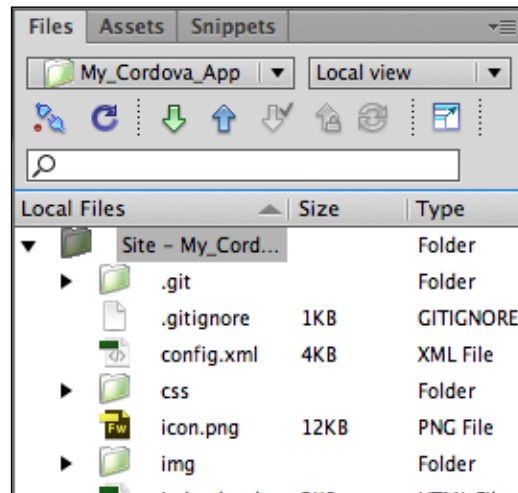 Files Assets Snippets
My_Cordova_App Local view
Local Files Size Type
Site – My_Cord... Folder
.git Folder
.gitignore 1KB GITIGNORE
config.xml 4KB XML File
css Folder
Fw icon.png 12KB PNG File
img Folder